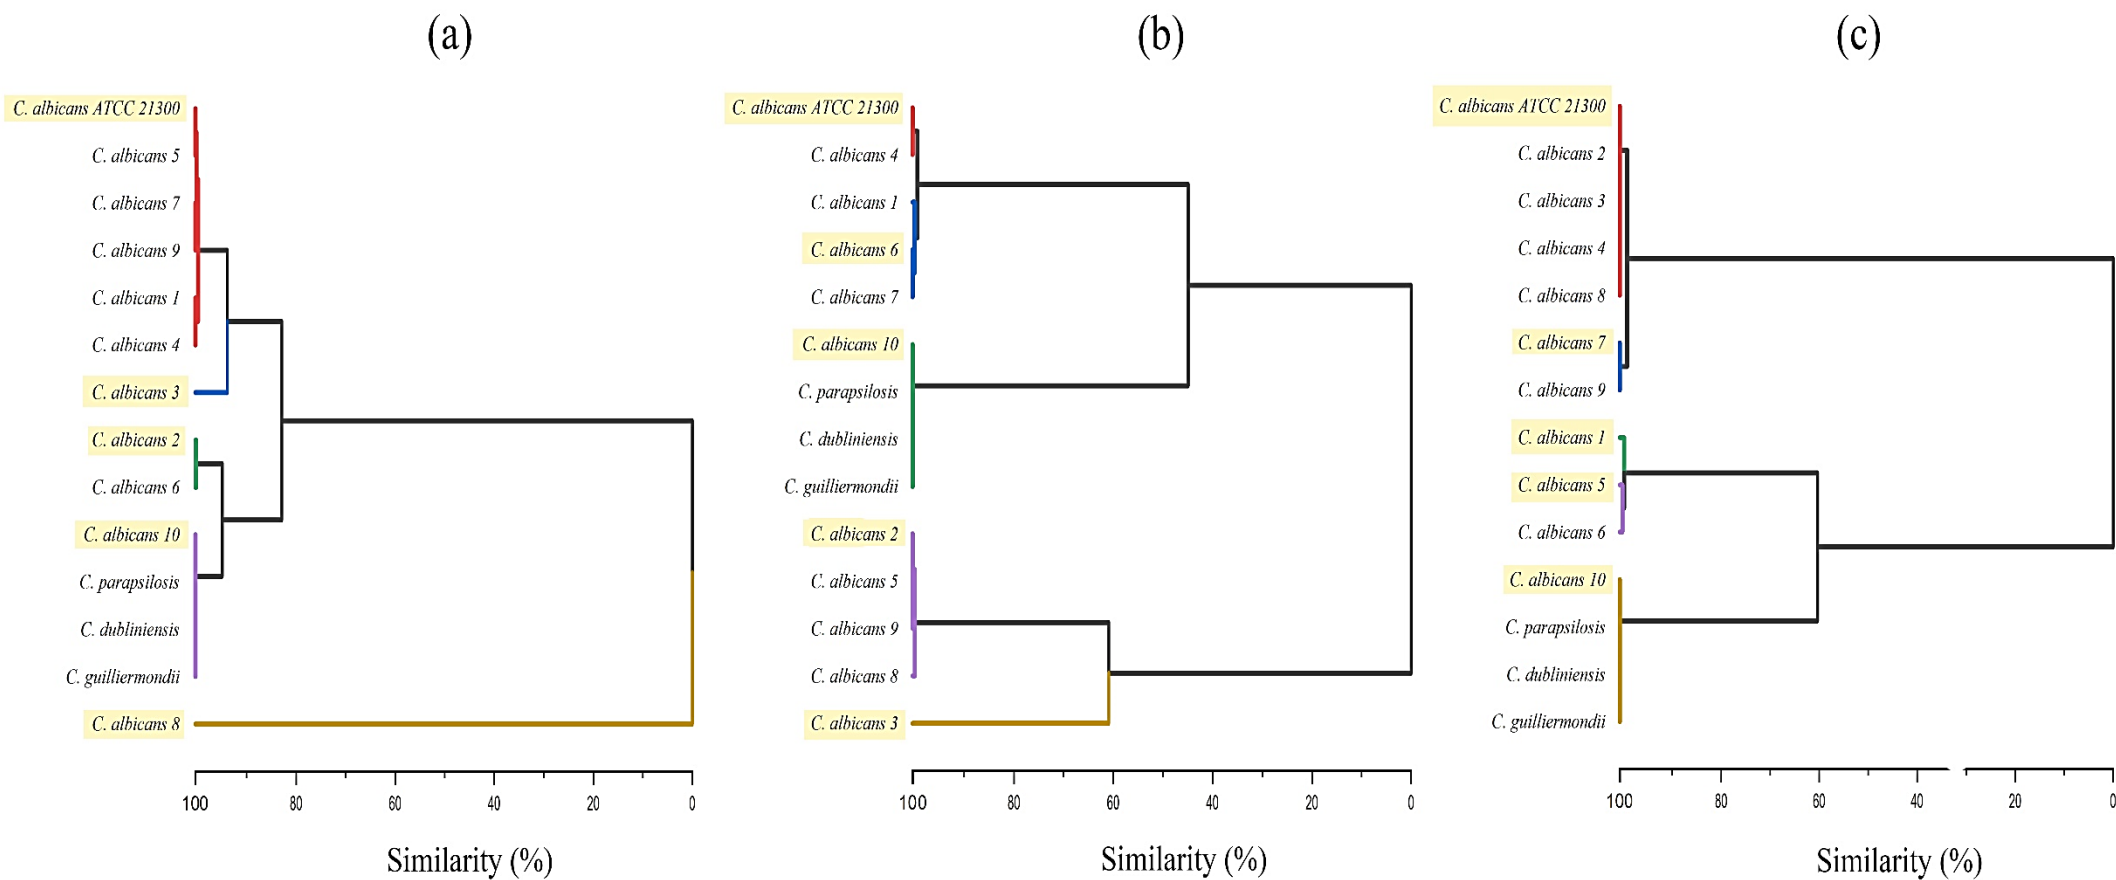 (a)
C. albicans ATCC 21300
C. albicans 5
C. albicans 7
C. albicans 9
C. albicans 1
C. albicans 4
C. albicans 3
C. albicans 2
C. albicans 6
C. albicans 10
C. parapsilosis
C. dubliniensis
C. guilliermondii
C. albicans 8
100 80 60 40 20 0
Similarity (%)
(b)
C. albicans ATCC 21300
C. albicans 4
C. albicans 1
C. albicans 6
C. albicans 7
C. albicans 10
C. parapsilosis
C. dubliniensis
C. guilliermondii
C. albicans 2
C. albicans 5
C. albicans 9
C. albicans 8
C. albicans 3
100 80 60 40 20 0
Similarity (%)
(c)
C. albicans ATCC 21300
C. albicans 2
C. albicans 3
C. albicans 4
C. albicans 8
C. albicans 7
C. albicans 9
C. albicans 1
C. albicans 5
C. albicans 6
C. albicans 10
C. parapsilosis
C. dubliniensis
C. guilliermondii
100 80 60 40 20 0
Similarity (%)